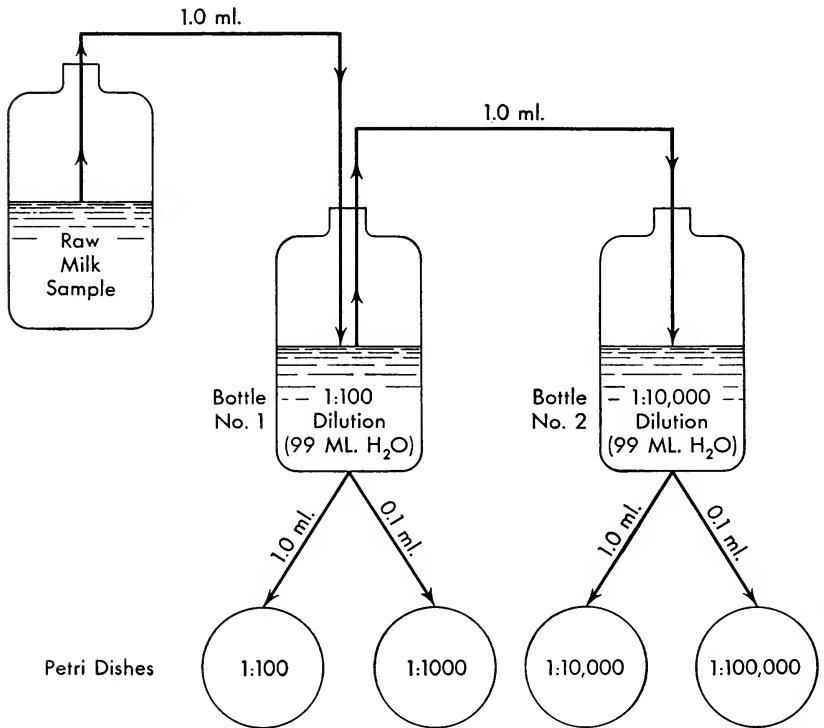 1.0 ml.
1.0 ml.
Raw
Milk
Sample
Bottle
No. 1
1:100
Dilution
(99 ML. H₂O)
Bottle
No. 2
1:10,000
Dilution
(99 ML. H₂O)
1.0 ml.
0.1 ml.
1.0 ml.
0.1 ml.
Petri Dishes
1:100
1:1000
1:10,000
1:100,000